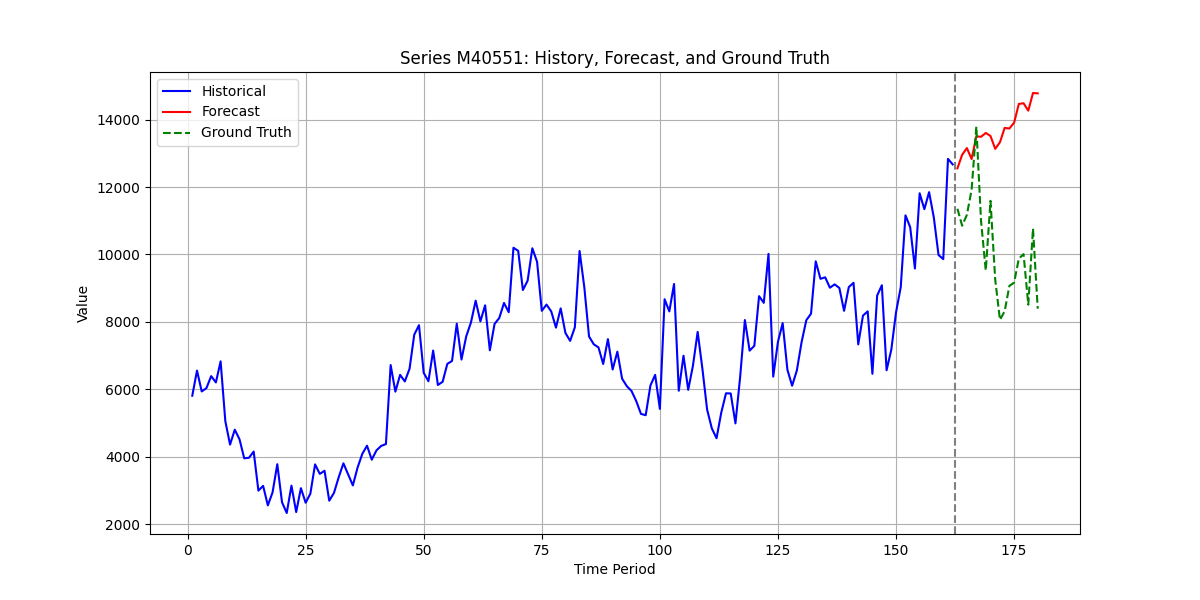 Series M40551: History, Forecast, and Ground Truth
Historical
Forecast
Ground Truth
14000
12000
10000
8000
6000
4000
2000
Value
0 25 50 75 100 125 150 175
Time Period